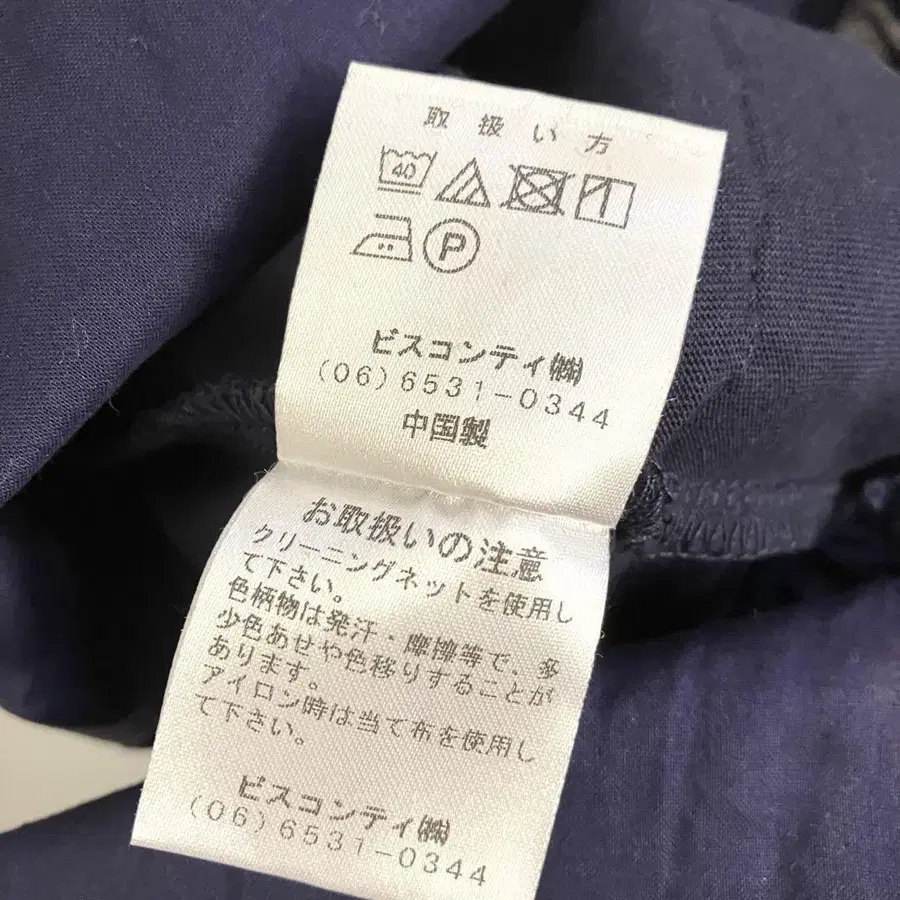 取扱い方
40
P
ビスコンティ㈱
(06)6531-0344
中国製
お取扱いの注意
クリーニングネットを使用し
て下さい。
色柄物は発汗・摩擦等で、多
少色あせや色移りすることが
あります。
アイロン時は当て布を使用し
て下さい。
ビスコンティ㈱
(06)6531-0344